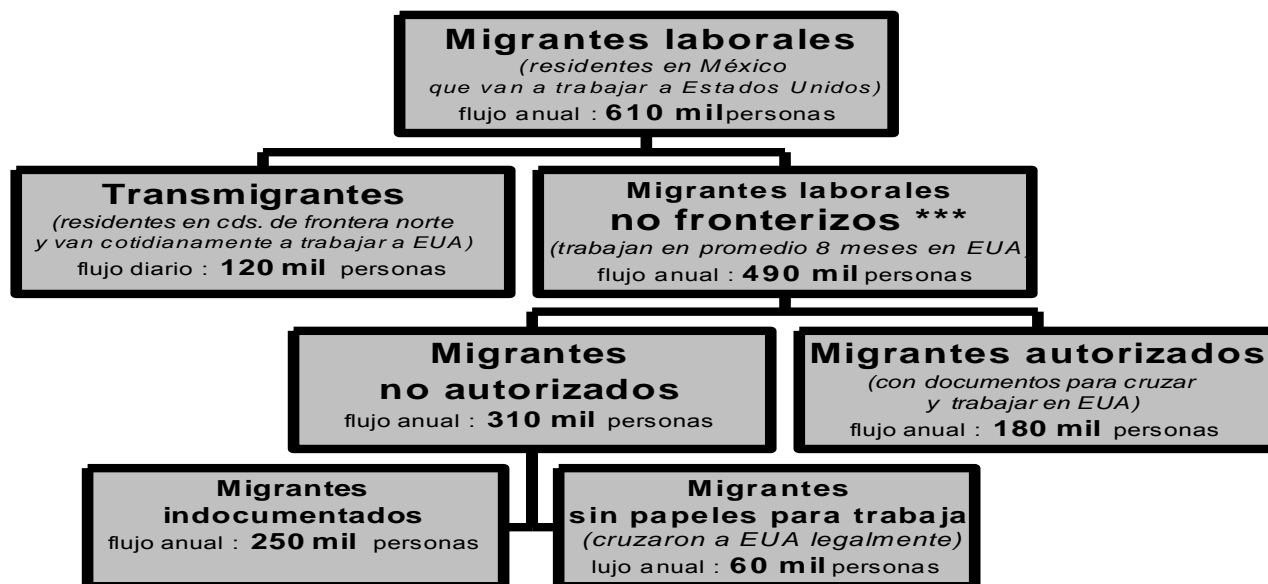 Migrantes laborales
(residentes en México
que van a trabajar a Estados Unidos)
flujo anual : 610 mil personas
Transmigrantes
(residentes en cds. de frontera norte
y van cotidianamente a trabajar a EUA)
flujo diario : 120 mil personas
Migrantes laborales
no fronterizos ***
(trabajan en promedio 8 meses en EUA
flujo anual : 490 mil personas
Migrantes
no autorizados
flujo anual : 310 mil personas
Migrantes autorizados
(con documentos para cruzar
y trabajar en EUA)
flujo anual : 180 mil personas
Migrantes
indocumentados
flujo anual : 250 mil personas
Migrantes
sin papeles para trabaja
(cruzaron a EUA legalmente)
lujo anual : 60 mil personas